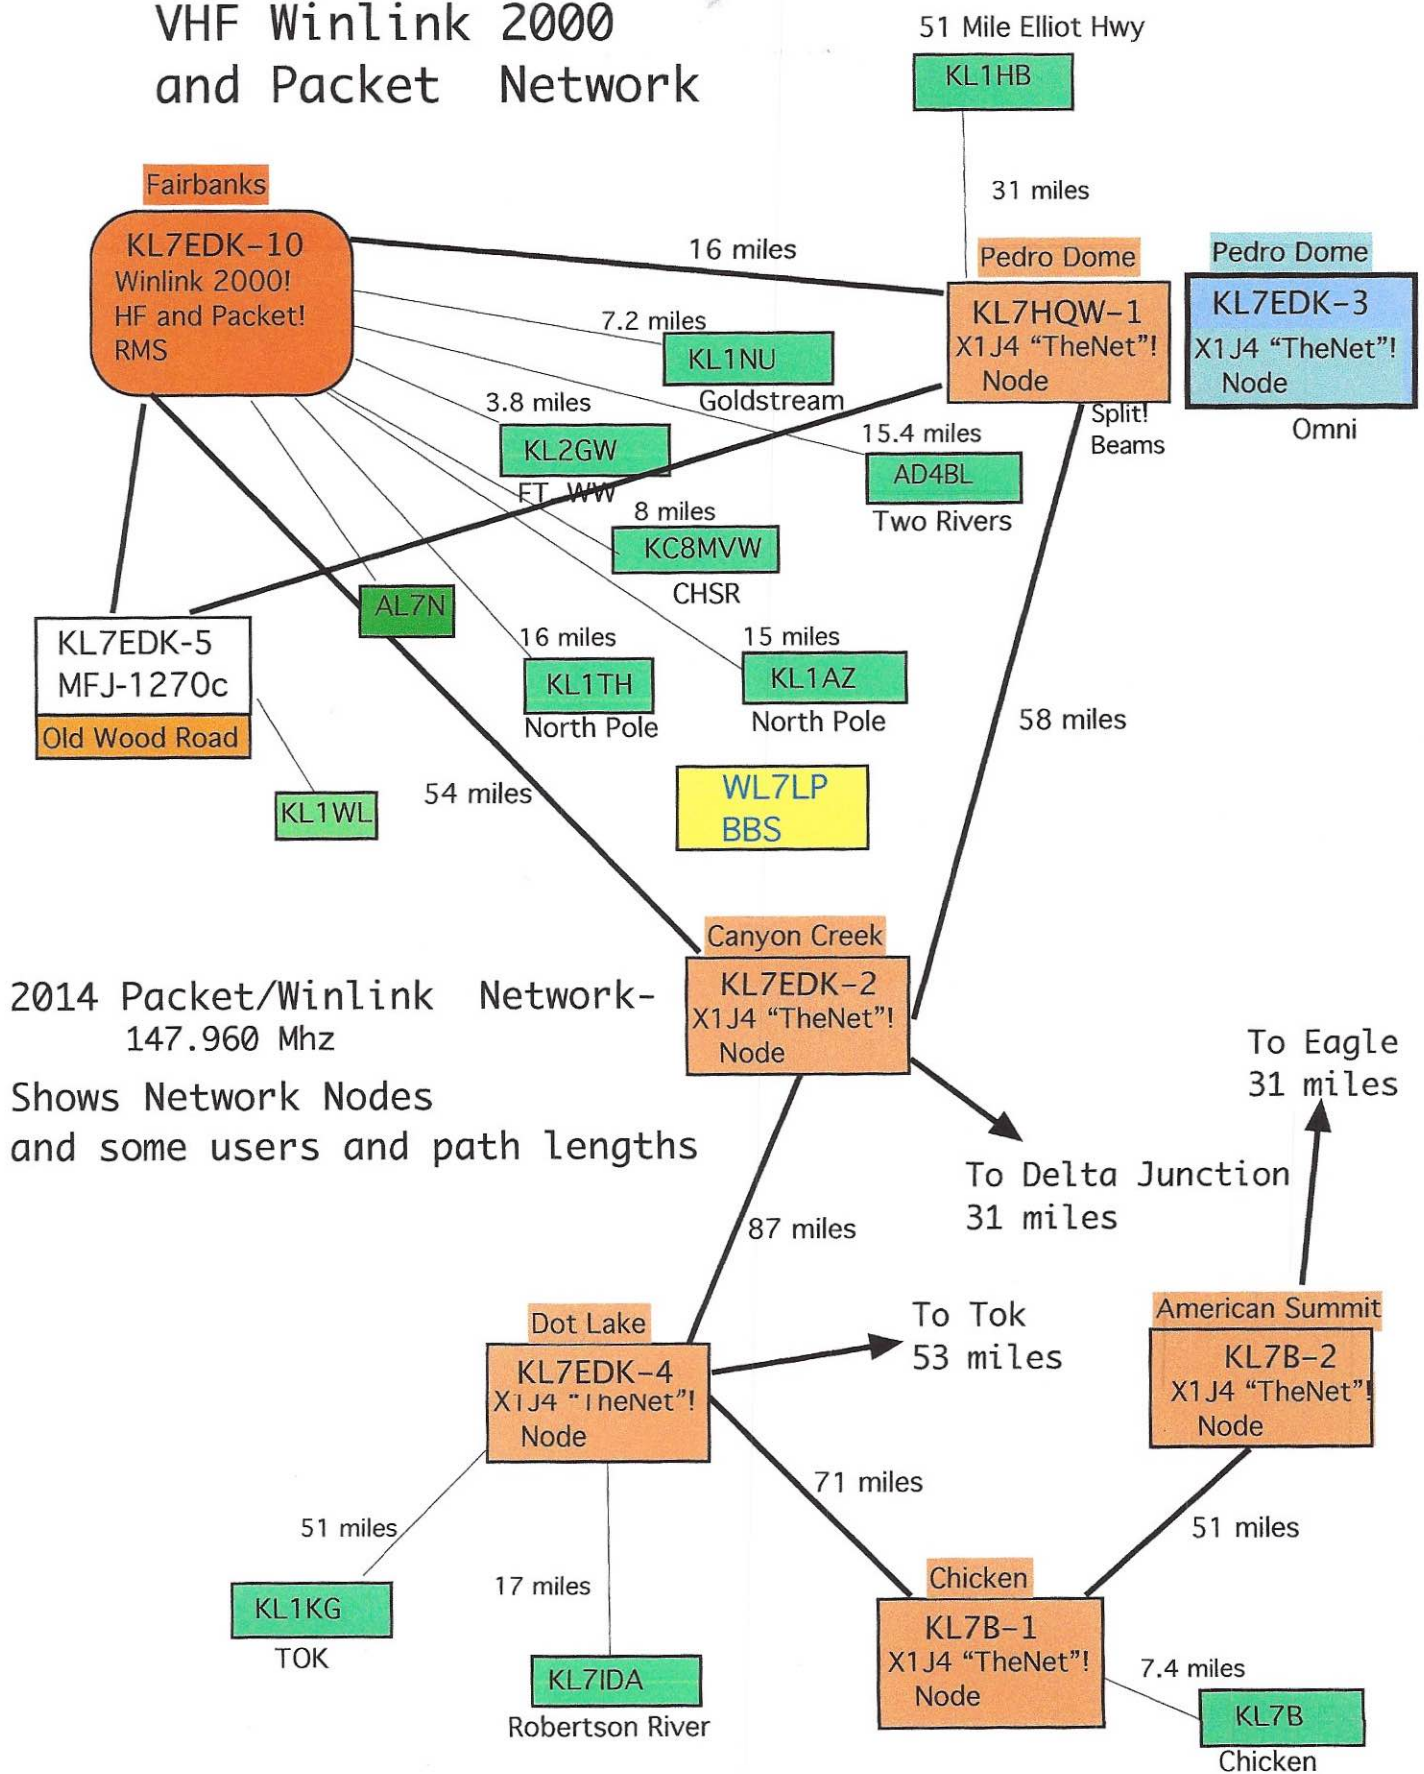 VHF Winlink 2000
and Packet Network
51 Mile Elliot Hwy
KL1HB
31 miles
Fairbanks
KL7EDK-10
Winlink 2000!
HF and Packet!
RMS
16 miles
Pedro Dome
KL7HQW-1
X1J4 “TheNet”!
Node
Split!
Beams
Pedro Dome
KL7EDK-3
X1J4 “TheNet”!
Node
Omni
7.2 miles
KL1NU
Goldstream
3.8 miles
KL2GW
FT. WW
15.4 miles
AD4BL
Two Rivers
8 miles
KC8MVW
CHSR
AL7N
16 miles
KL1TH
North Pole
15 miles
KL1AZ
North Pole
KL7EDK-5
MFJ-1270c
Old Wood Road
KL1WL
54 miles
58 miles
WL7LP
BBS
Canyon Creek
KL7EDK-2
X1J4 “TheNet”!
Node
2014 Packet/Winlink Network-
147.960 Mhz
Shows Network Nodes
and some users and path lengths
To Eagle
31 miles
To Delta Junction
31 miles
87 miles
Dot Lake
KL7EDK-4
X1J4 “TheNet”!
Node
To Tok
53 miles
American Summit
KL7B-2
X1J4 “TheNet”!
Node
71 miles
51 miles
51 miles
KL1KG
TOK
17 miles
KL7IDA
Robertson River
Chicken
KL7B-1
X1J4 “TheNet”!
Node
7.4 miles
KL7B
Chicken